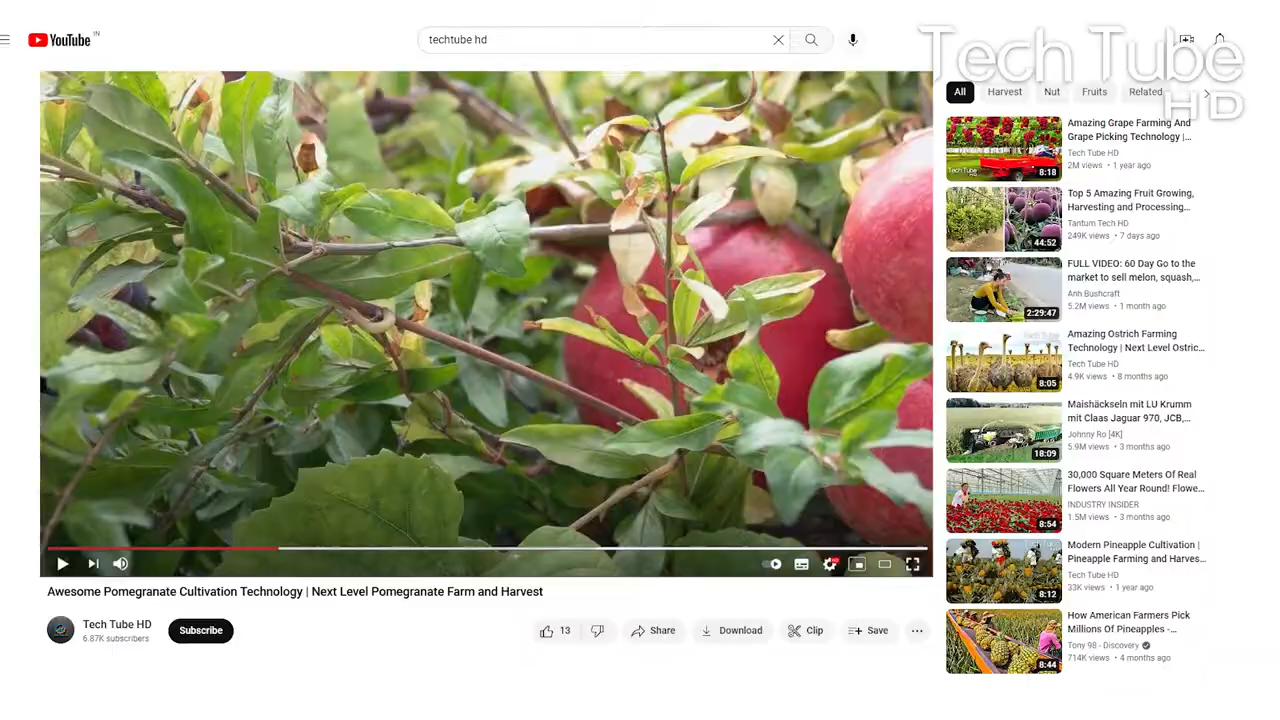 YouTube IN
techtube hd
Tech Tube
HD
All
Harvest
Nut
Fruits
Related
Amazing Grape Farming And
Grape Picking Technology |
Tech Tube HD
2M views • 1 year ago
8:18
Top 5 Amazing Fruit Growing,
Harvesting and Processing...
Tantum Tech HD
249K views • 7 days ago
44:52
FULL VIDEO: 60 Day Go to the
market to sell melon, squash,...
Anh Bushcraft
5.2M views • 1 month ago
2:29:47
Amazing Ostrich Farming
Technology | Next Level Ostric...
Tech Tube HD
4.9K views • 8 months ago
8:05
Maishäckseln mit LU Krumm
mit Claas Jaguar 970, JCB,...
Johnny Ro [4K]
5.9M views • 3 months ago
18:09
30,000 Square Meters Of Real
Flowers All Year Round! Flowe...
INDUSTRY INSIDER
1.5M views • 3 months ago
8:54
Modern Pineapple Cultivation |
Pineapple Farming and Harves...
Tech Tube HD
33K views • 1 year ago
8:12
How American Farmers Pick
Millions Of Pineapples -...
Tony 98 - Discovery
714K views • 4 months ago
8:44
Awesome Pomegranate Cultivation Technology | Next Level Pomegranate Farm and Harvest
Tech Tube HD
6.87K subscribers
Subscribe
13
Share
Download
Clip
Save